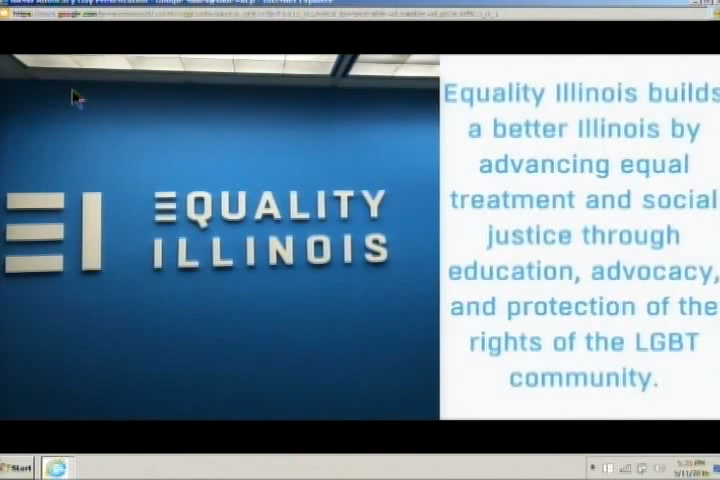 EQUALITY
ILLINOIS
Equality Illinois builds
a better Illinois by
advancing equal
treatment and social
justice through
education, advocacy,
and protection of the
rights of the LGBT
community.
Start